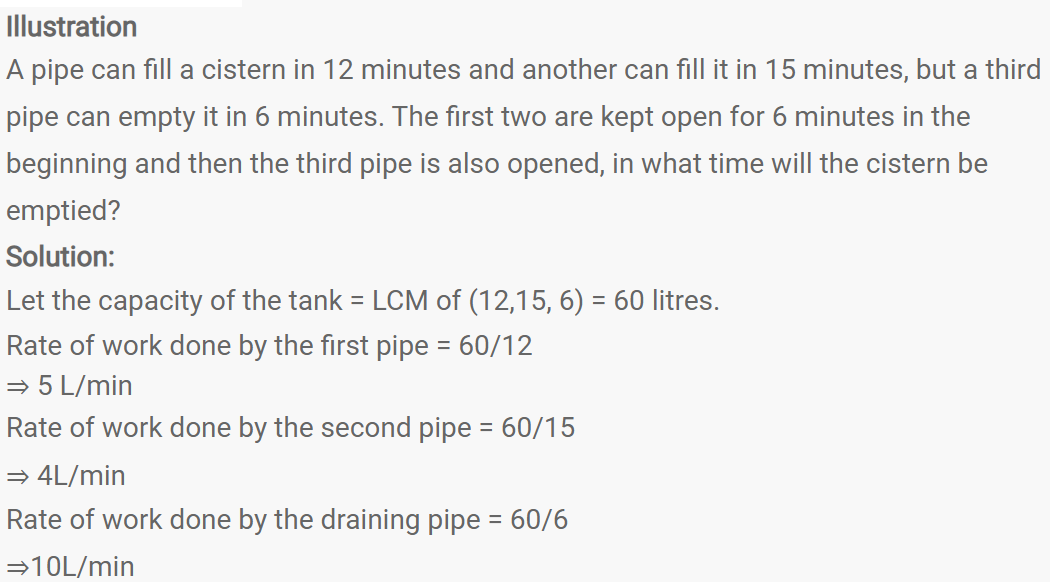 Illustration
A pipe can fill a cistern in 12 minutes and another can fill it in 15 minutes, but a third
pipe can empty it in 6 minutes. The first two are kept open for 6 minutes in the
beginning and then the third pipe is also opened, in what time will the cistern be
emptied?
Solution:
Let the capacity of the tank = LCM of (12,15, 6) = 60 litres.
Rate of work done by the first pipe = 60/12
⇒ 5 L/min
Rate of work done by the second pipe = 60/15
⇒ 4L/min
Rate of work done by the draining pipe = 60/6
⇒10L/min